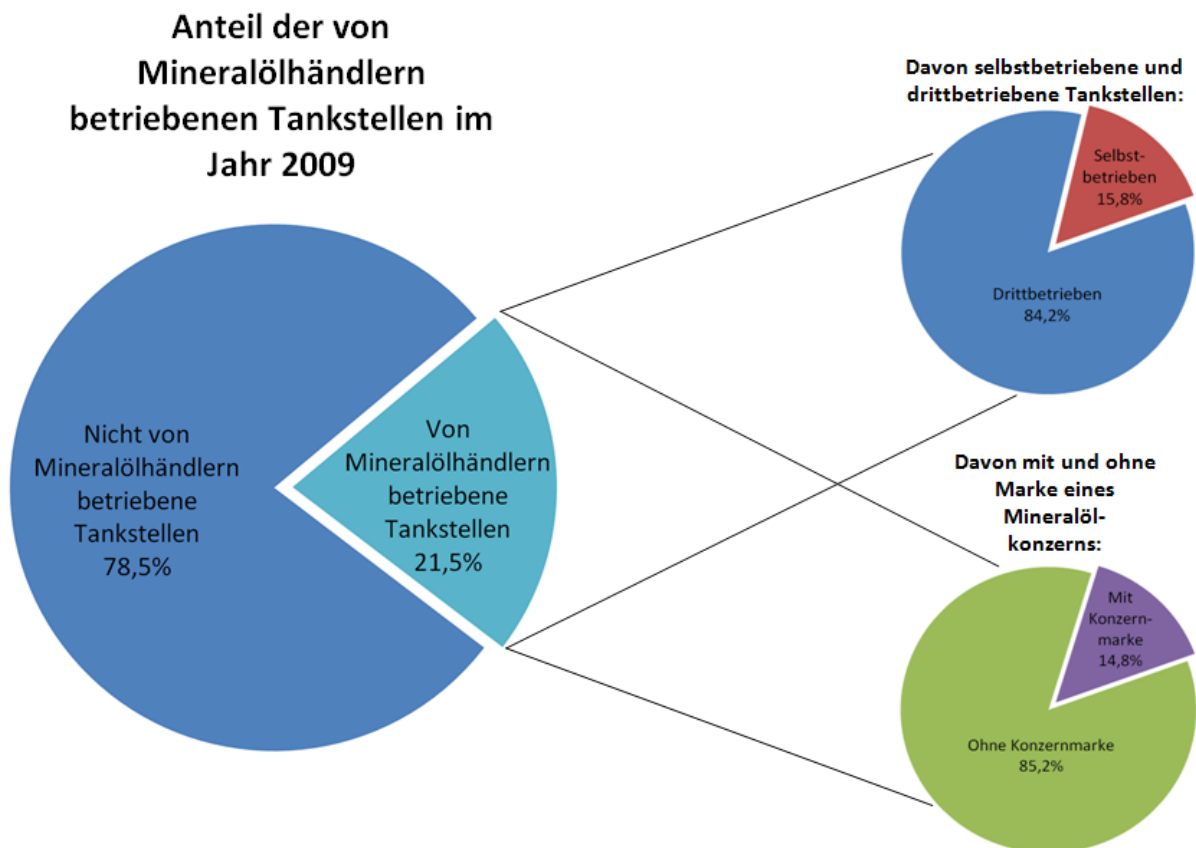 Anteil der von
Mineralölhändlern
betriebenen Tankstellen im
Jahr 2009
Nicht von
Mineralölhändlern
betriebene
Tankstellen
78,5%
Von
Mineralölhändlern
betriebene
Tankstellen
21,5%
Davon selbstbetriebene und
drittbetriebene Tankstellen:
Selbst-
betrieben
15,8%
Drittbetrieben
84,2%
Davon mit und ohne
Marke eines
Mineralöl-
konzerns:
Mit
Konzern-
marke
14,8%
Ohne Konzernmarke
85,2%